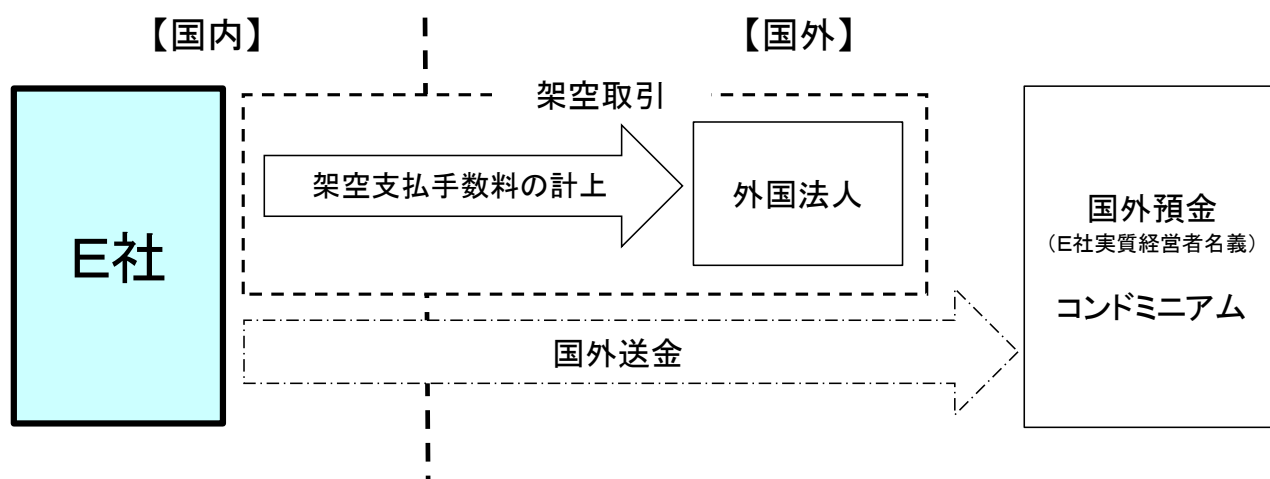 【国内】
【国外】
架空取引
架空支払手数料の計上
外国法人
E社
国外預金
（E社実質経営者名義）
コンドミニアム
国外送金